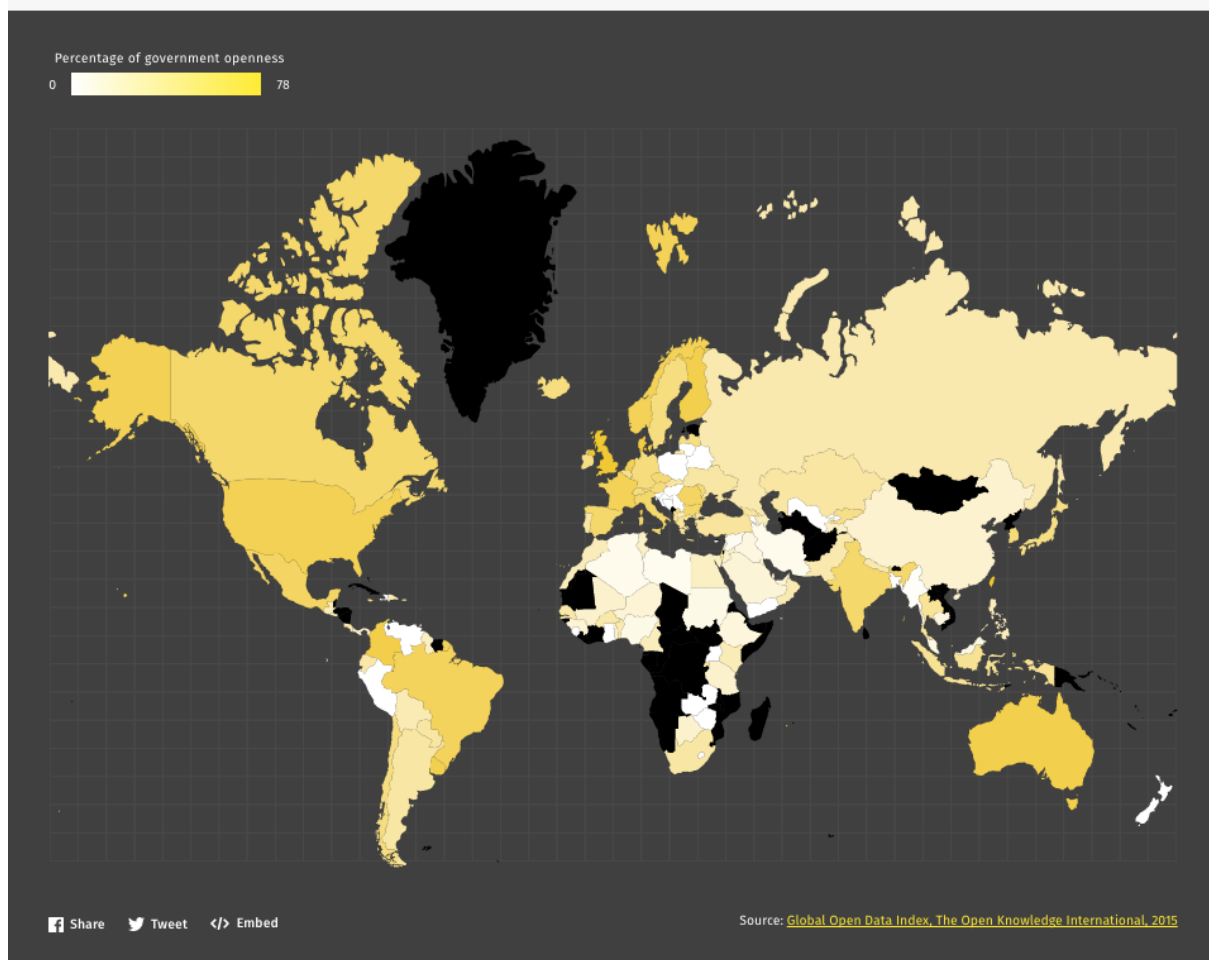 Percentage of government openness
0 78
Share Tweet </> Embed
Source: Global Open Data Index, The Open Knowledge International, 2015